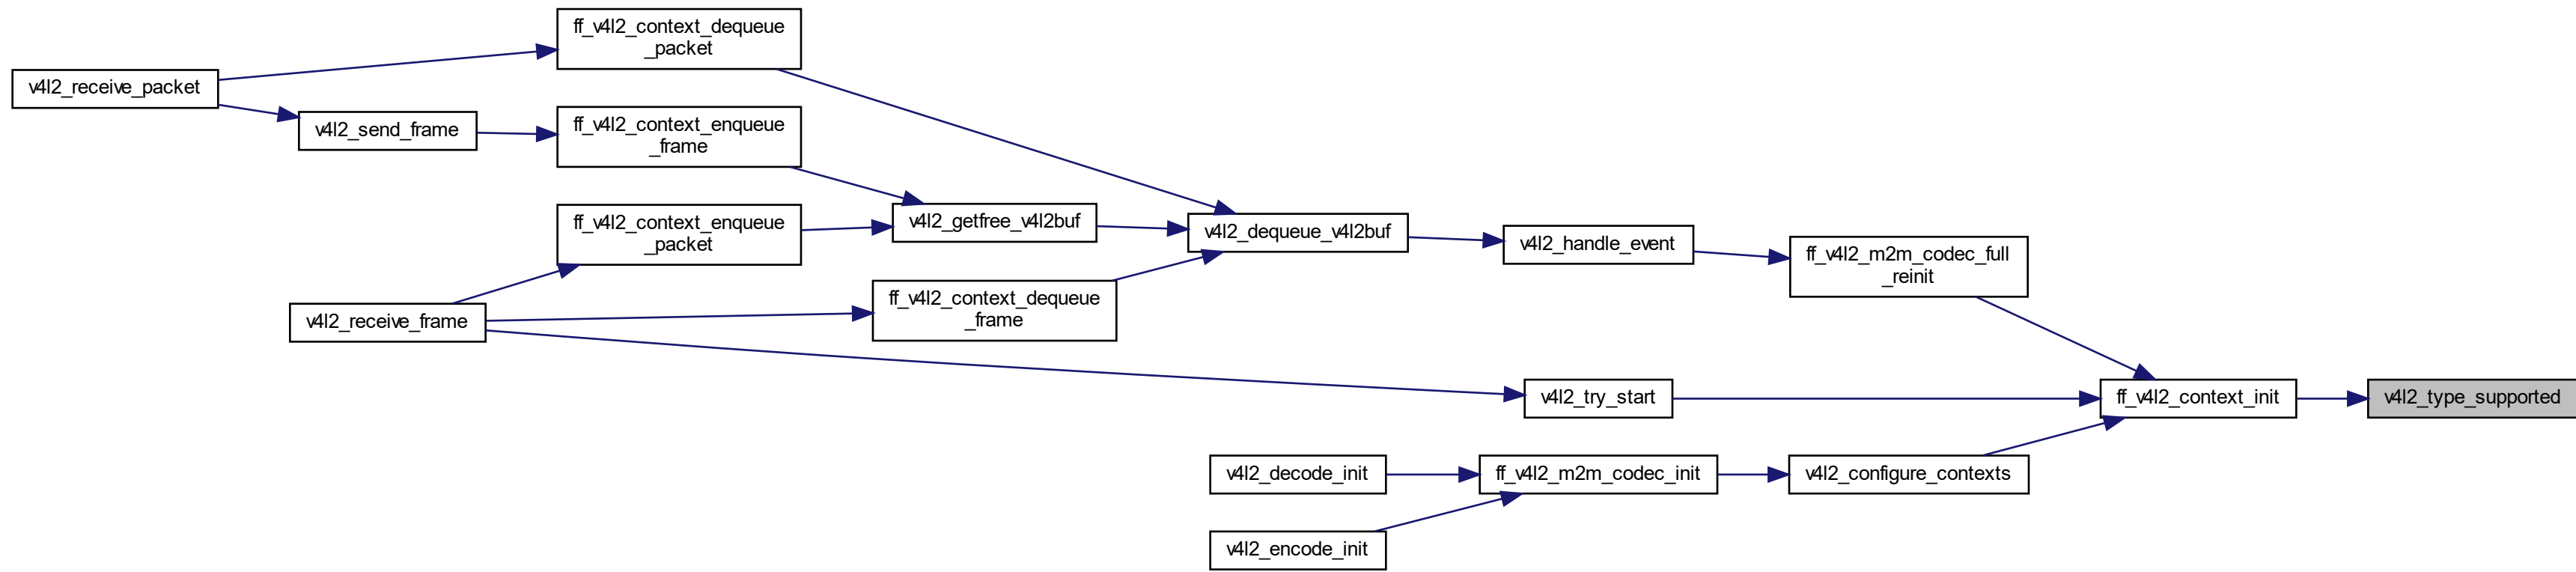 ff_v4l2_context_dequeue
_packet
v4l2_receive_packet
v4l2_send_frame
ff_v4l2_context_enqueue
_frame
ff_v4l2_context_enqueue
_packet
v4l2_getfree_v4l2buf
v4l2_dequeue_v4l2buf
v4l2_handle_event
ff_v4l2_m2m_codec_full
_reinit
ff_v4l2_context_dequeue
_frame
v4l2_receive_frame
v4l2_try_start
ff_v4l2_context_init
v4l2_type_supported
v4l2_decode_init
ff_v4l2_m2m_codec_init
v4l2_configure_contexts
v4l2_encode_init